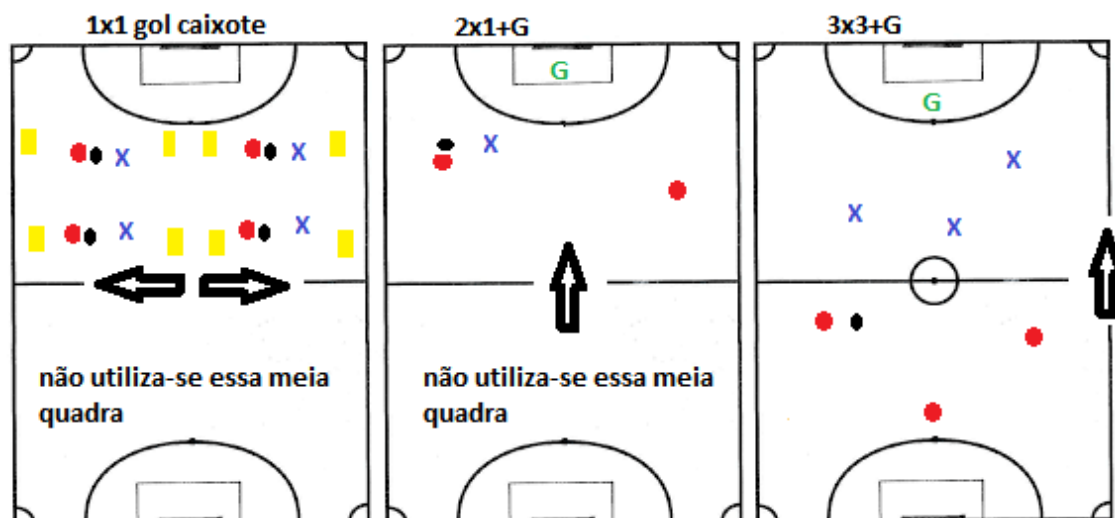 1x1 gol caixote
2x1+G
3x3+G
G
G
X
X
X
X
X
X
X
X
não utiliza-se essa meia
quadra
não utiliza-se essa meia
quadra